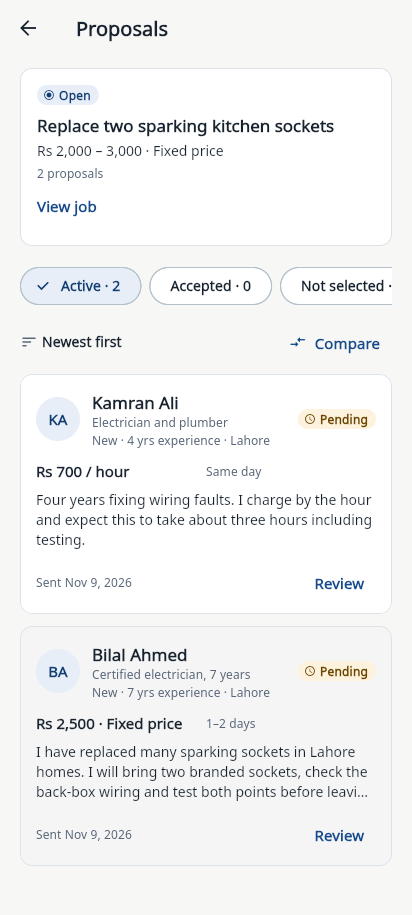 Proposals
Open
Replace two sparking kitchen sockets
Rs 2,000 – 3,000 · Fixed price
2 proposals
View job
Active · 2
Accepted · 0
Not selected ·
Newest first
Compare
KA
Kamran Ali
Electrician and plumber
New · 4 yrs experience · Lahore
Pending
Rs 700 / hour
Same day
Four years fixing wiring faults. I charge by the hour
and expect this to take about three hours including
testing.
Sent Nov 9, 2026
Review
BA
Bilal Ahmed
Certified electrician, 7 years
New · 7 yrs experience · Lahore
Pending
Rs 2,500 · Fixed price
1–2 days
I have replaced many sparking sockets in Lahore
homes. I will bring two branded sockets, check the
back-box wiring and test both points before leavi...
Sent Nov 9, 2026
Review